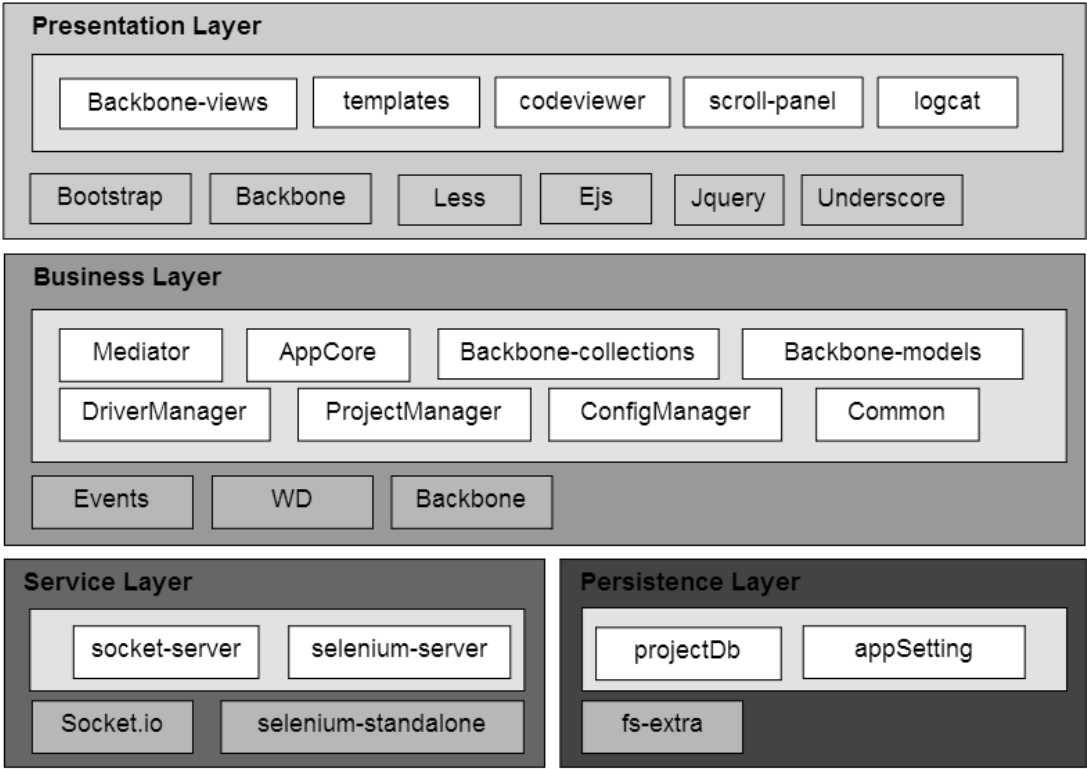 Presentation Layer
Backbone-views templates codeviewer scroll-panel logcat
Bootstrap Backbone Less Ejs Jquery Underscore
Business Layer
Mediator AppCore Backbone-collections Backbone-models
DriverManager ProjectManager ConfigManager Common
Events WD Backbone
Service Layer
socket-server selenium-server
Socket.io selenium-standalone
Persistence Layer
projectDb appSetting
fs-extra